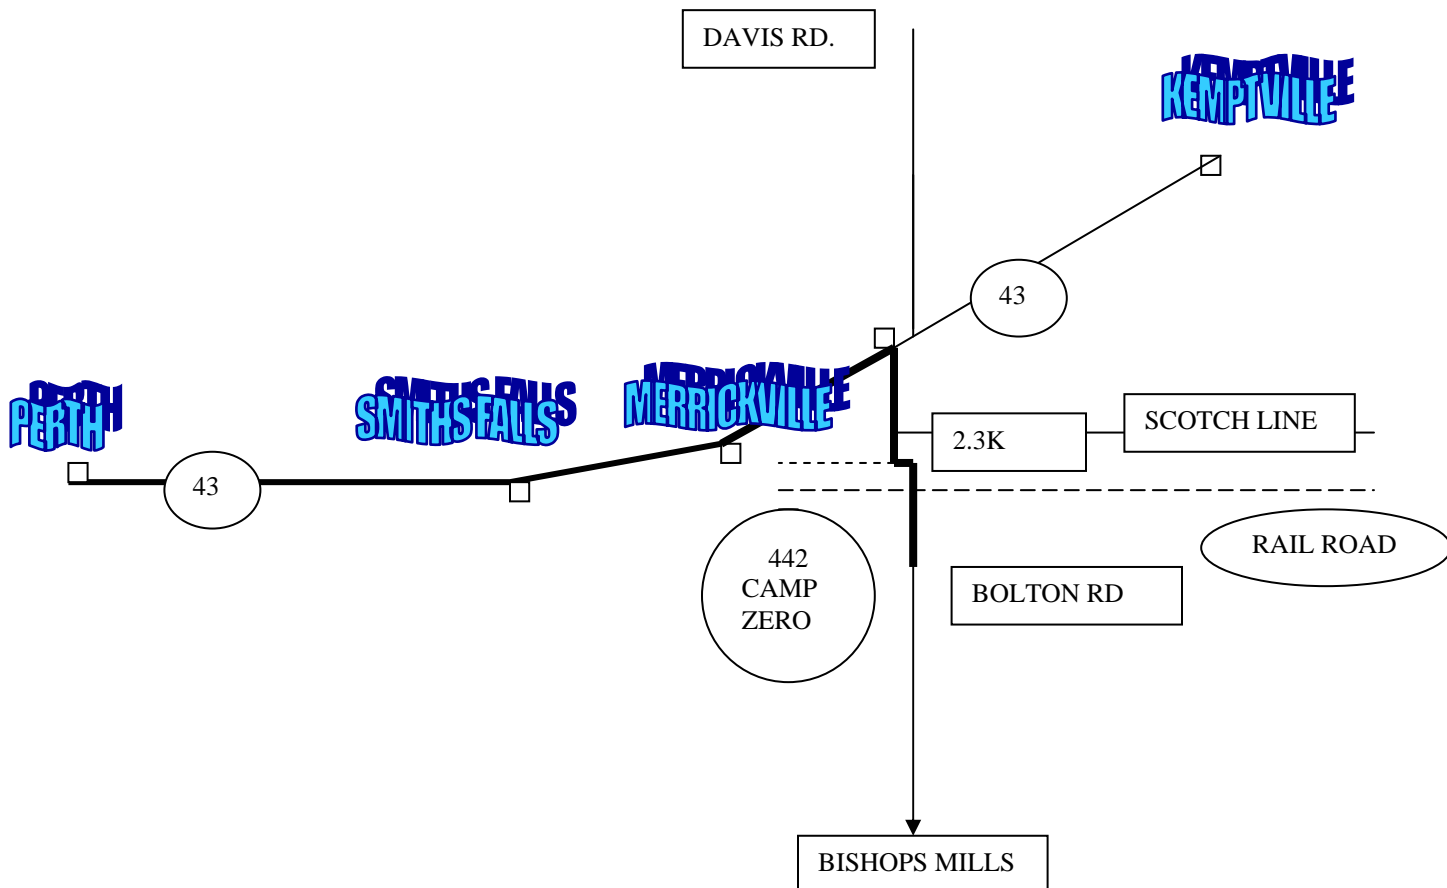 DAVIS RD.
KEMPTVILLE
43
PERTH
SMITHS FALLS
MERRICKVILLE
SCOTCH LINE
2.3K
43
RAIL ROAD
442
CAMP
ZERO
BOLTON RD
BISHOPS MILLS